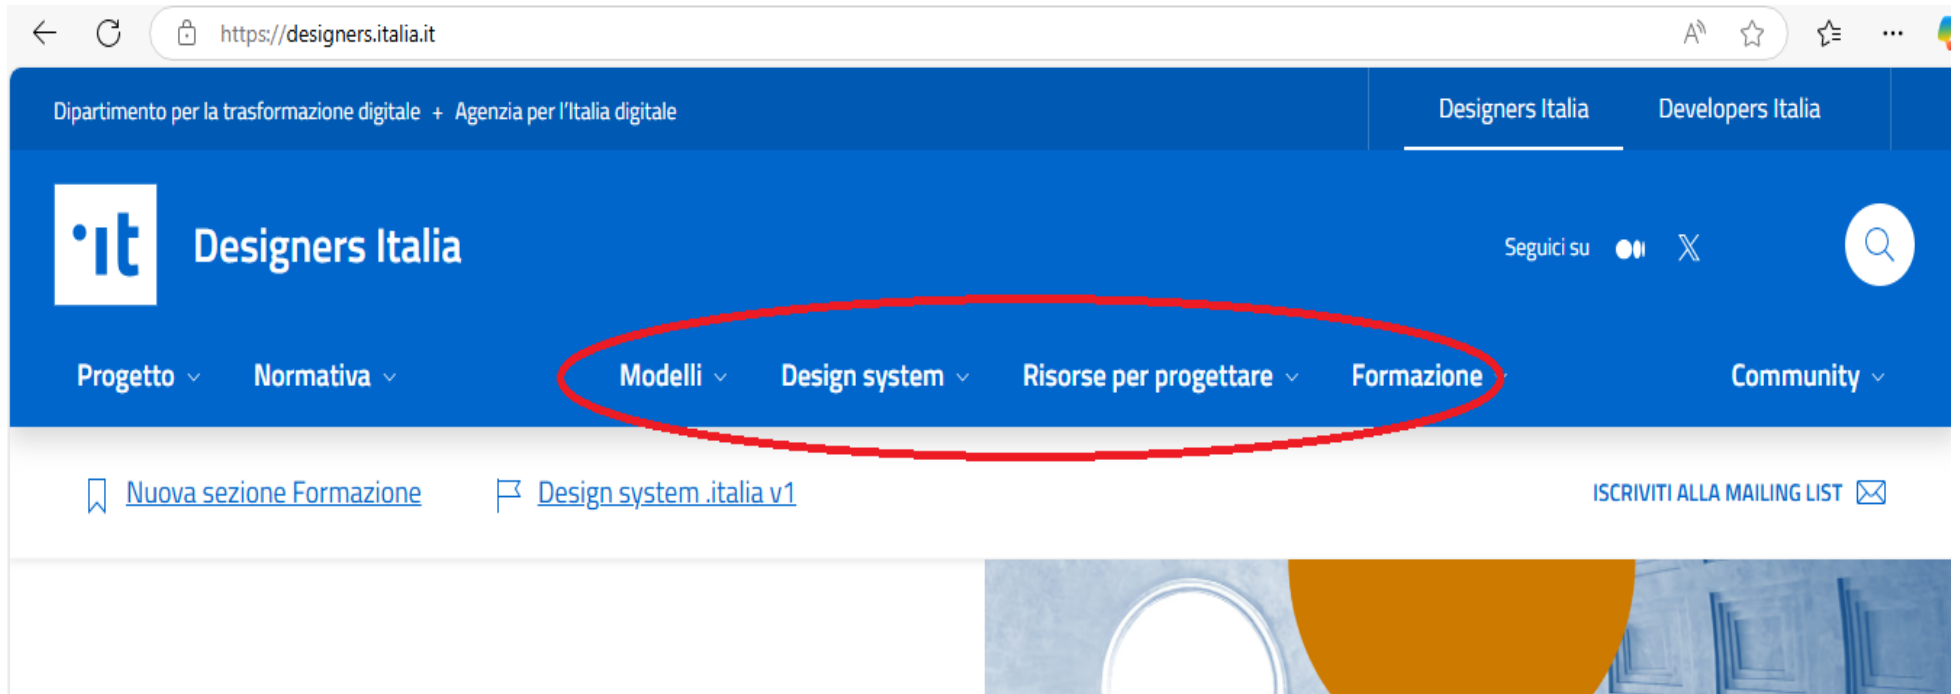 https://designers.italia.it
Dipartimento per la trasformazione digitale + Agenzia per l'Italia digitale
Designers Italia Developers Italia
it Designers Italia
Seguici su
Progetto Normativa Modelli Design system Risorse per progettare Formazione Community
Nuova sezione Formazione Design system .italia v1 ISCRIVITI ALLA MAILING LIST